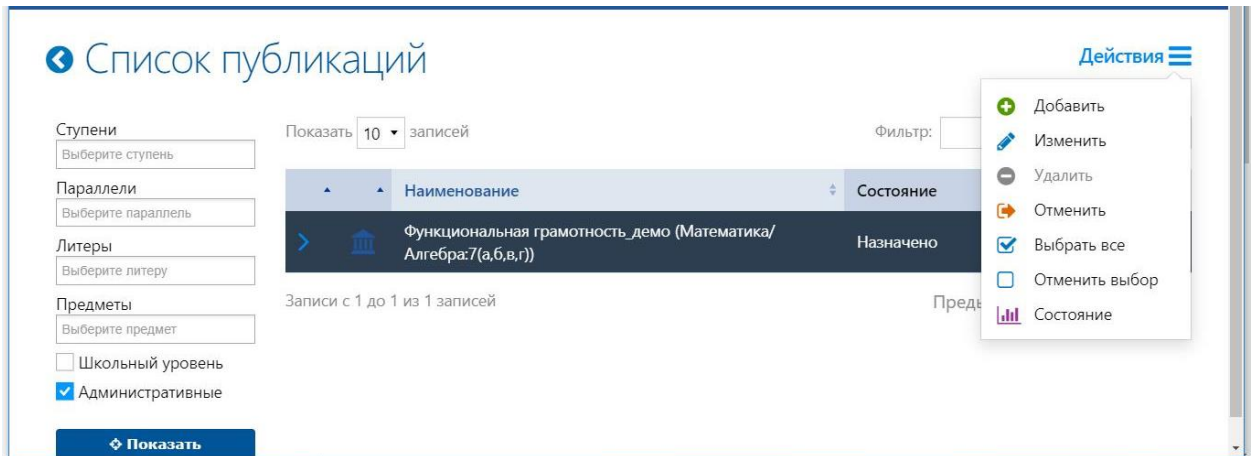 Список публикаций
Действия
Ступени
Выберите ступень
Параллели
Выберите параллель
Литеры
Выберите литеру
Предметы
Выберите предмет
Школьный уровень
Административные
Показать
Показать 10 записей
Фильтр:
Наименование
Состояние
Функциональная грамотность_демо (Математика/
Алгебра:7(а,б,в,г))
Назначено
Записи с 1 до 1 из 1 записей
Добавить
Изменить
Удалить
Отменить
Выбрать все
Отменить выбор
Состояние